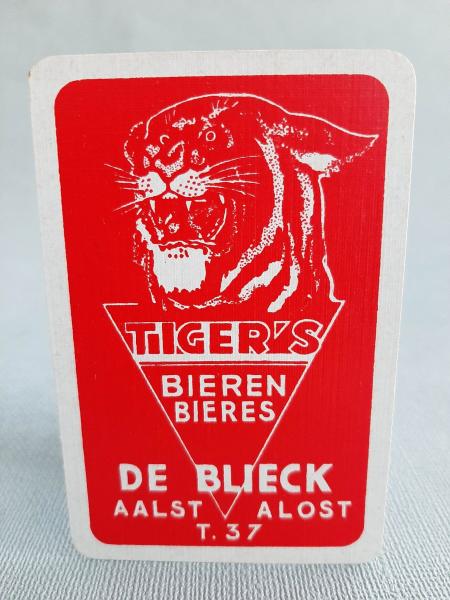 TIGER'S
BIEREN
BIERES
DE BLIECK
AALST ALOST
T. 37